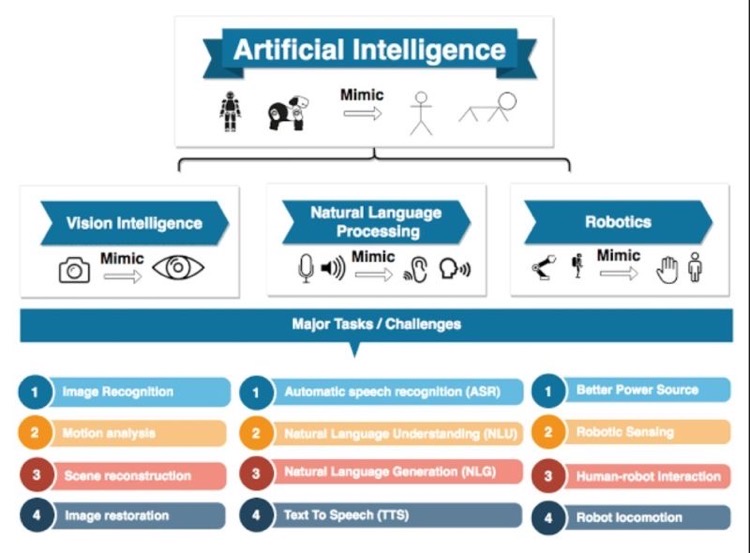 Artificial Intelligence
Mimic
Vision Intelligence
Mimic
Natural Language
Processing
Mimic
Robotics
Mimic
Major Tasks / Challenges
1 Image Recognition
2 Motion analysis
3 Scene reconstruction
4 Image restoration
1 Automatic speech recognition (ASR)
2 Natural Language Understanding (NLU)
3 Natural Language Generation (NLG)
4 Text To Speech (TTS)
1 Better Power Source
2 Robotic Sensing
3 Human-robot interaction
4 Robot locomotion